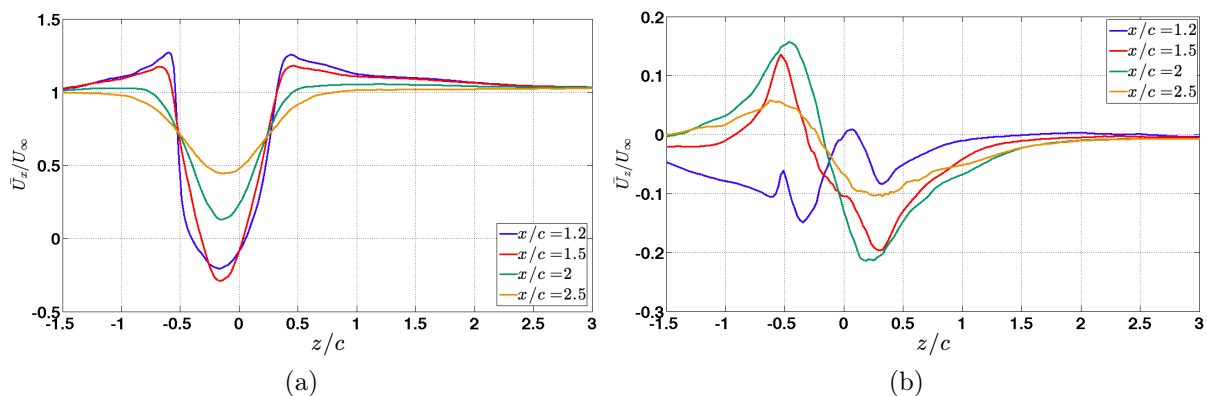 1.5
1
0.5
0
-0.5
-1.5 -1 -0.5 0 0.5 1 1.5 2 2.5 3
Ū_x/U_∞
z/c
x/c =1.2
x/c =1.5
x/c =2
x/c =2.5
(a)
0.2
0.1
0
-0.1
-0.2
-0.3
-1.5 -1 -0.5 0 0.5 1 1.5 2 2.5 3
Ū_z/U_∞
z/c
x/c =1.2
x/c =1.5
x/c =2
x/c =2.5
(b)